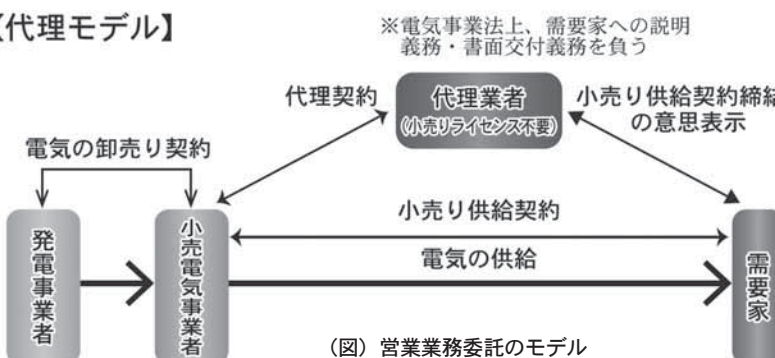 【代理モデル】
※電気事業法上、需要家への説明
義務・書面交付義務を負う
代理契約
代理業者
(小売りライセンス不要)
小売り供給契約締結
の意思表示
電気の卸売り契約
小売り供給契約
電気の供給
発電事業者
小売電気事業者
需要家
(図) 営業業務委託のモデル